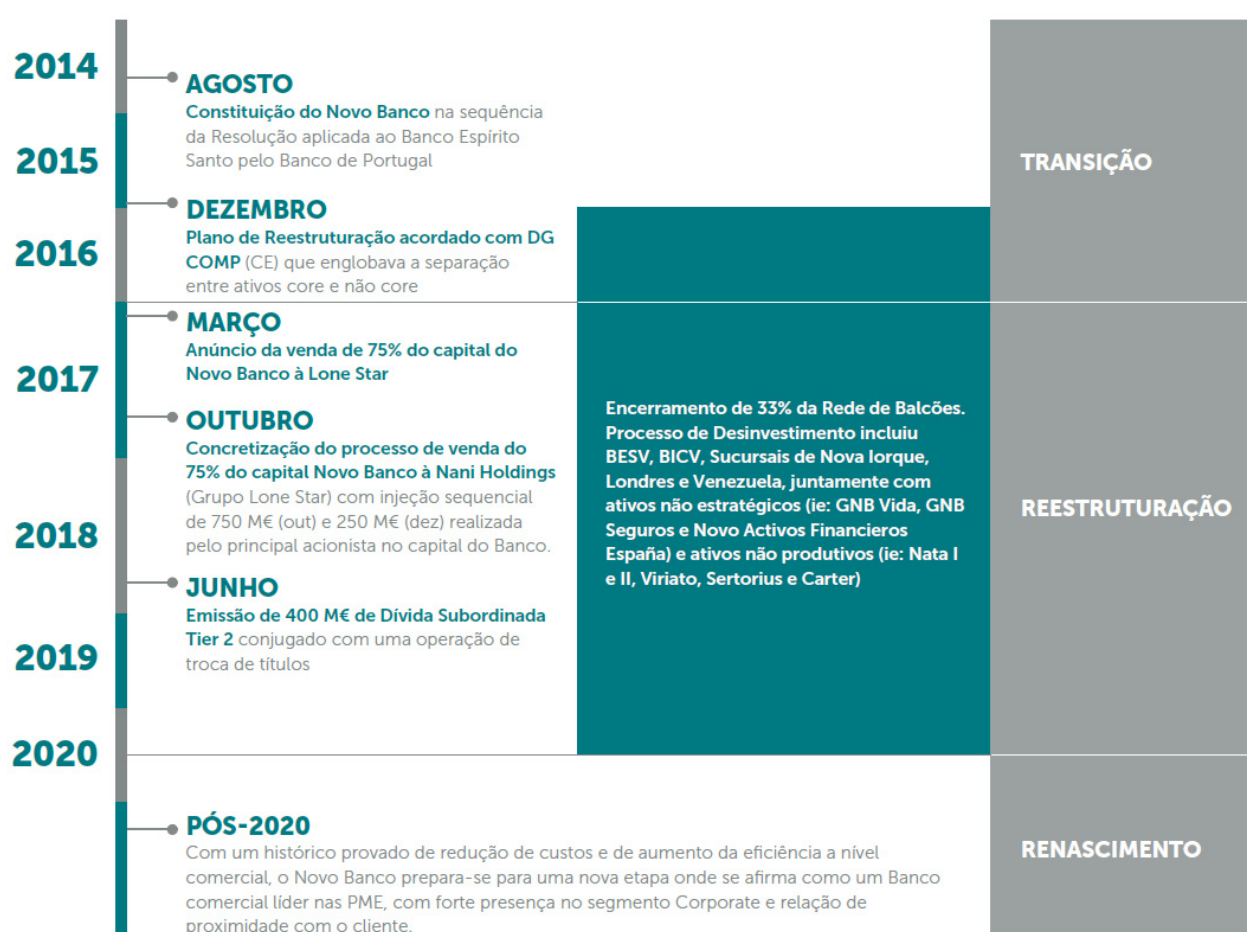 2014
AGOSTO
Constituição do Novo Banco na sequência
da Resolução aplicada ao Banco Espírito
Santo pelo Banco de Portugal
2015
TRANSIÇÃO
DEZEMBRO
Plano de Reestruturação acordado com DG
COMP (CE) que englobava a separação
entre ativos core e não core
2016
MARÇO
Anúncio da venda de 75% do capital do
Novo Banco à Lone Star
2017
OUTUBRO
Concretização do processo de venda do
75% do capital Novo Banco à Nani Holdings
(Grupo Lone Star) com injeção sequencial
de 750 M€ (out) e 250 M€ (dez) realizada
pelo principal acionista no capital do Banco.
2018
JUNHO
Emissão de 400 M€ de Dívida Subordinada
Tier 2 conjugado com uma operação de
troca de títulos
2019
2020
Encerramento de 33% da Rede de Balcões.
Processo de Desinvestimento incluiu
BESV, BICV, Sucursais de Nova Iorque,
Londres e Venezuela, juntamente com
ativos não estratégicos (ie: GNB Vida, GNB
Seguros e Novo Activos Financieros
España) e ativos não produtivos (ie: Nata I
e II, Viriato, Sertorius e Carter)
REESTRUTURAÇÃO
PÓS-2020
Com um histórico provado de redução de custos e de aumento da eficiência a nível
comercial, o Novo Banco prepara-se para uma nova etapa onde se afirma como um Banco
comercial líder nas PME, com forte presença no segmento Corporate e relação de
proximidade com o cliente.
RENASCIMENTO